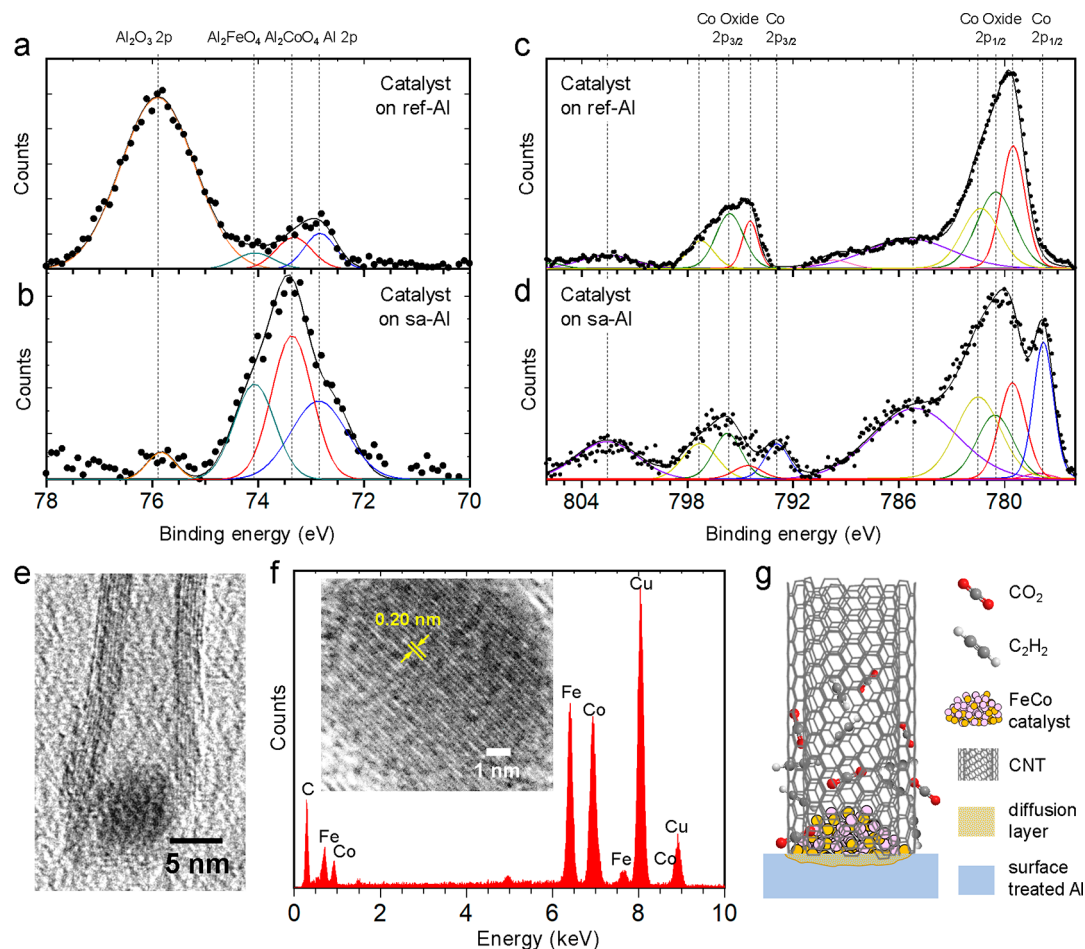 Al₂O₃ 2p
Al₂FeO₄ Al₂CoO₄ Al 2p
a
Catalyst
on ref-Al
Counts
b
Catalyst
on sa-Al
Counts
78 76 74 72 70
Binding energy (eV)
Co Oxide Co
2p3/2 2p3/2
Co Oxide Co
2p1/2 2p1/2
c
Catalyst
on ref-Al
Counts
d
Catalyst
on sa-Al
Counts
804 798 792 786 780
Binding energy (eV)
e
5 nm
f
0.20 nm
1 nm
Counts
C
Fe
Co
Fe
Co
Cu
Fe
Co
Cu
0 2 4 6 8 10
Energy (keV)
g
CO₂
C₂H₂
FeCo
catalyst
CNT
diffusion
layer
surface
treated Al